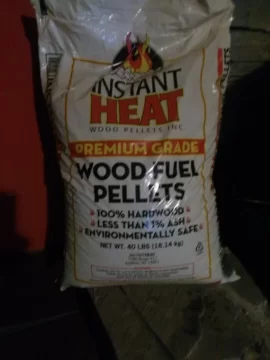 INSTANT
HEAT
WOOD PELLETS INC
PREMIUM GRADE
WOOD FUEL
PELLETS
100% HARDWOOD
LESS THAN 1% ASH
ENVIRONMENTALLY SAFE
NET WT. 40 LBS (18.14 kg)
PELLETS